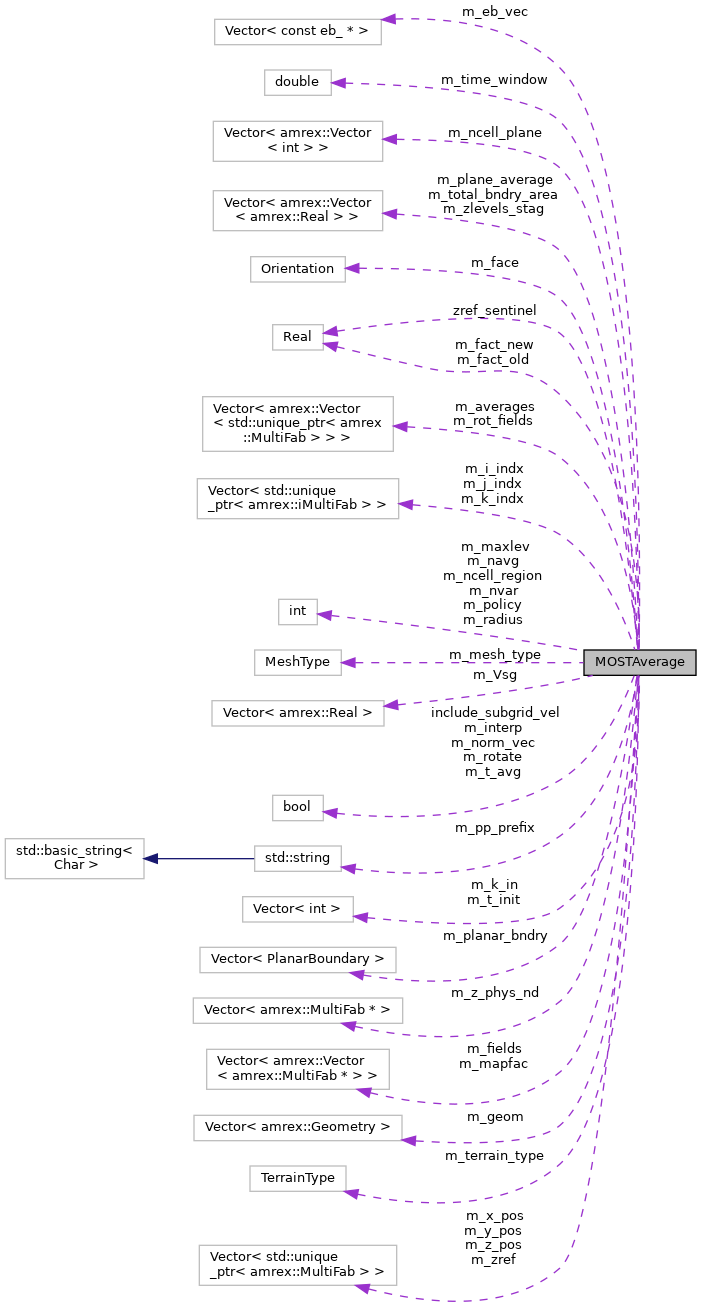 m_eb_vec
Vector< const eb_ * >
double
m_time_window
Vector< amrex::Vector
< int > >
m_ncell_plane
m_plane_average
m_total_bndry_area
m_zlevels_stag
Vector< amrex::Vector
< amrex::Real > >
Orientation
m_face
zref_sentinel
Real
m_fact_new
m_fact_old
Vector< amrex::Vector
< std::unique_ptr< amrex
::MultiFab > > >
m_averages
m_rot_fields
m_i_indx
m_j_indx
m_k_indx
Vector< std::unique
_ptr< amrex::iMultiFab > >
m_maxlev
m_navg
m_ncell_region
m_nvar
m_policy
m_radius
int
MOSTAverage
MeshType
m_mesh_type
m_Vsg
Vector< amrex::Real >
include_subgrid_vel
m_interp
m_norm_vec
m_rotate
m_t_avg
bool
m_pp_prefix
std::basic_string<
Char >
std::string
m_k_in
m_t_init
Vector< int >
m_planar_bndry
Vector< PlanarBoundary >
m_z_phys_nd
Vector< amrex::MultiFab * >
m_fields
m_mapfac
Vector< amrex::Vector
< amrex::MultiFab * > >
m_geom
Vector< amrex::Geometry >
m_terrain_type
TerrainType
m_x_pos
m_y_pos
m_z_pos
m_zref
Vector< std::unique
_ptr< amrex::MultiFab > >